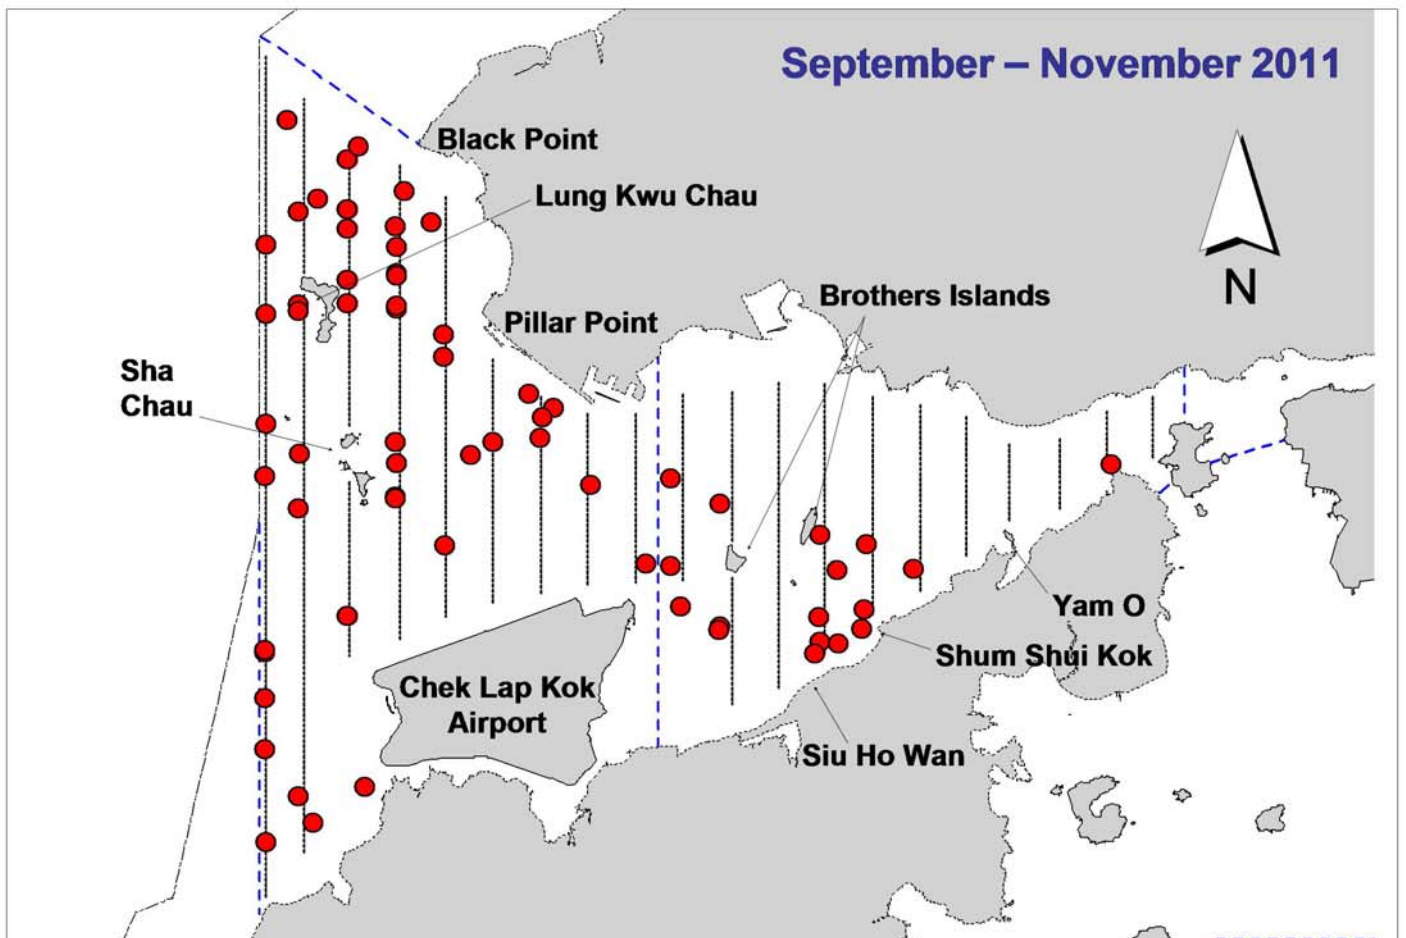 September – November 2011
Black Point
Lung Kwu Chau
N
Brothers Islands
Pillar Point
Sha
Chau
Yam O
Shum Shui Kok
Chek Lap Kok
Airport
Siu Ho Wan